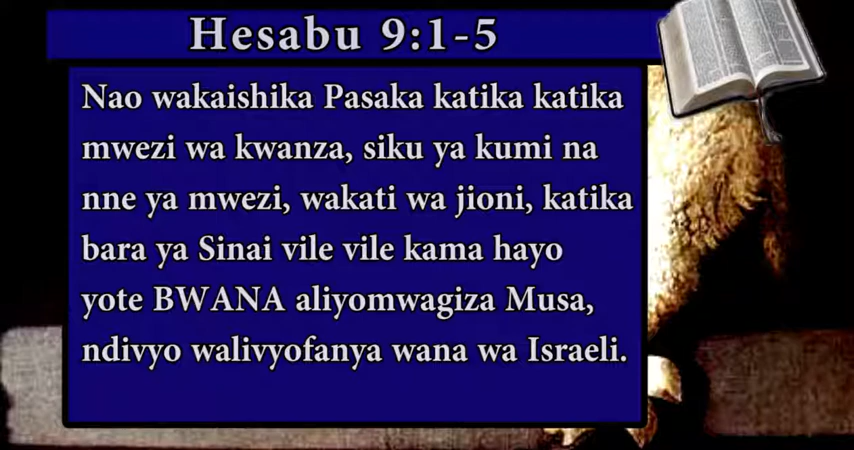 Hesabu 9:1-5
Nao wakaishika Pasaka katika katika
mwezi wa kwanza, siku ya kumi na
nne ya mwezi, wakati wa jioni, katika
bara ya Sinai vile vile kama hayo
yote BWANA aliyomwagiza Musa,
ndivyo walivyofanya wana wa Israeli.